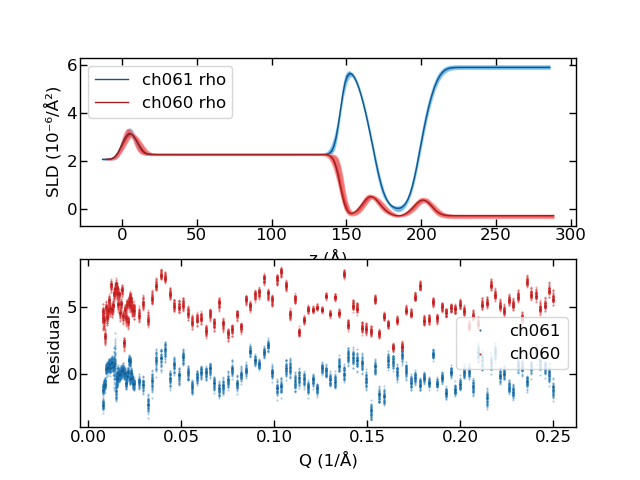 6
4
2
0
SLD (10⁻⁶/Å²)
ch061 rho
ch060 rho
0
50
100
150
200
250
300
z (Å)
5
0
Residuals
ch061
ch060
0.00
0.05
0.10
0.15
0.20
0.25
Q (1/Å)